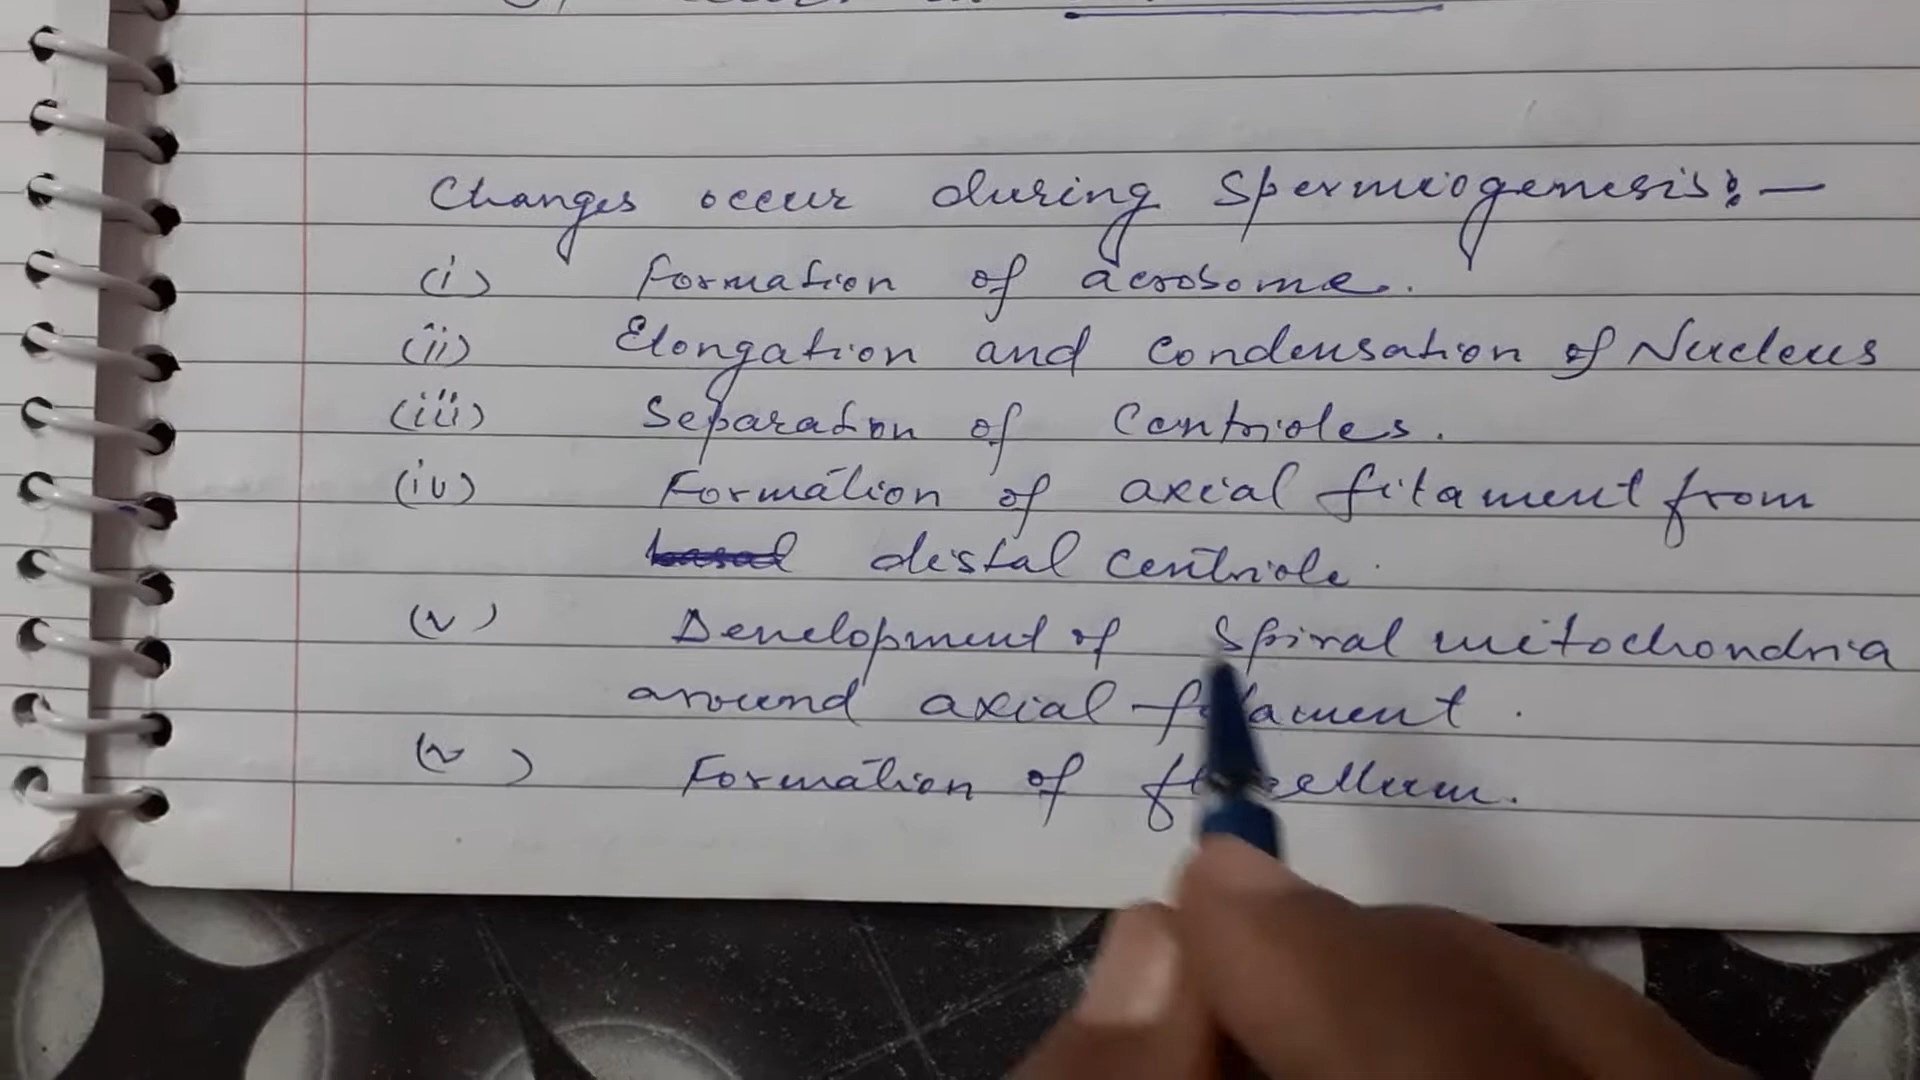 Changes occur during Spermiogenesis:—
(i) Formation of acrosome.
(ii) Elongation and Condensation of Nucleus
(iii) Separation of Centrioles.
(iv) Formation of axial filament from
distal centriole.
(v) Development of Spiral mitochondria
around axial filament.
(v) Formation of flagellum.